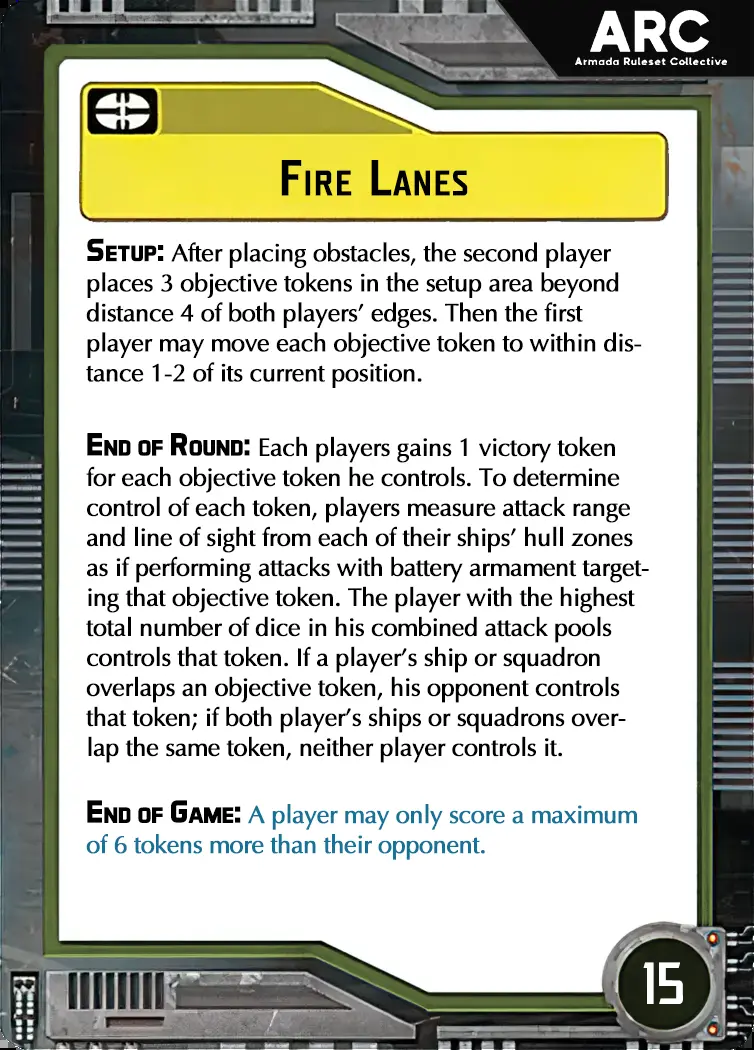 ARC
Armada Ruleset Collective
Fire Lanes
Setup: After placing obstacles, the second player
places 3 objective tokens in the setup area beyond
distance 4 of both players’ edges. Then the first
player may move each objective token to within dis-
tance 1-2 of its current position.
End of Round: Each players gains 1 victory token
for each objective token he controls. To determine
control of each token, players measure attack range
and line of sight from each of their ships’ hull zones
as if performing attacks with battery armament target-
ing that objective token. The player with the highest
total number of dice in his combined attack pools
controls that token. If a player’s ship or squadron
overlaps an objective token, his opponent controls
that token; if both player’s ships or squadrons over-
lap the same token, neither player controls it.
End of Game: A player may only score a maximum
of 6 tokens more than their opponent.
15